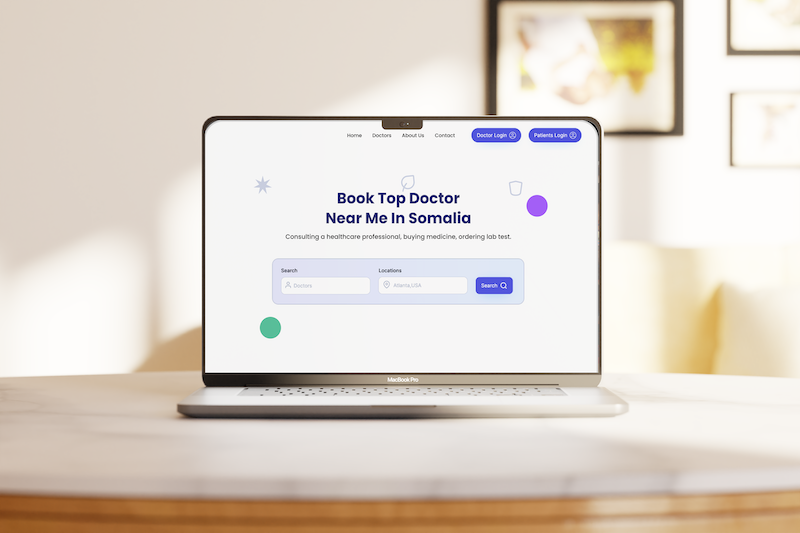 Home Doctors About Us Contact Doctor Login Patients Login
Book Top Doctor
Near Me In Somalia
Consulting a healthcare professional, buying medicine, ordering lab test.
Search Locations
Doctors Atlanta,USA Search
MacBook Pro